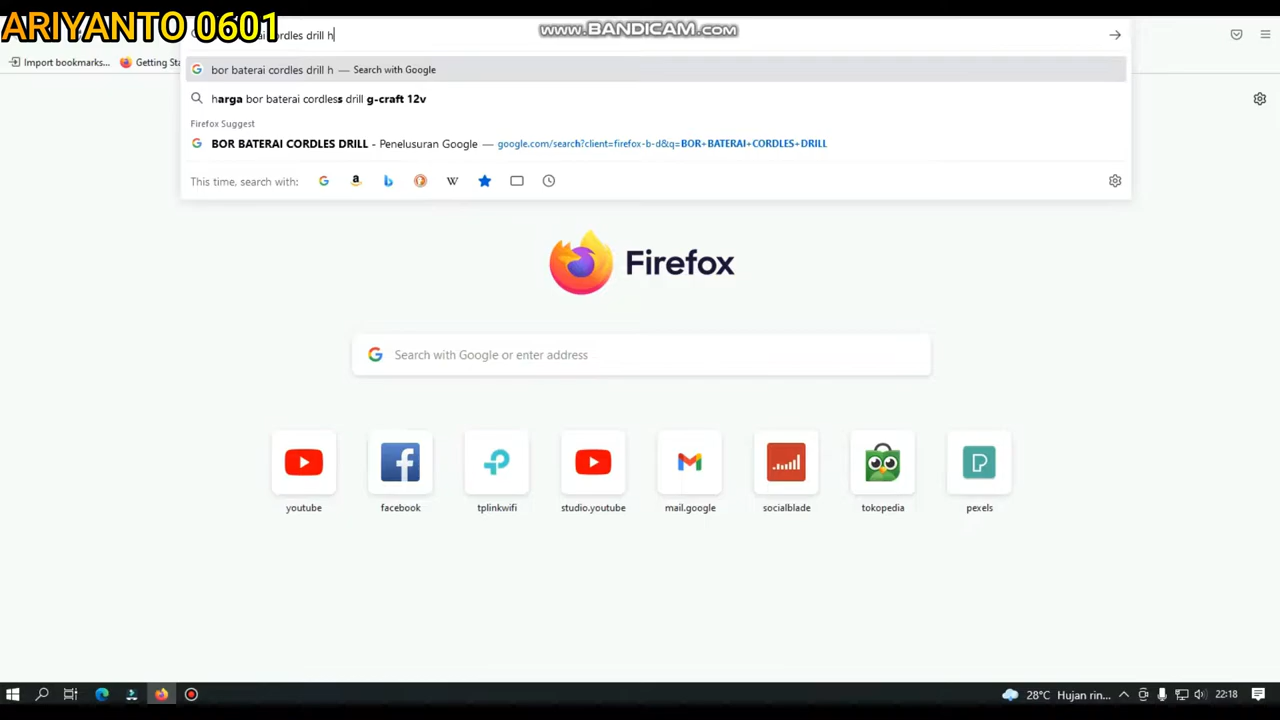 ARIYANTO 0601
www.BANDICAM.com
cordles drill h
Import bookmarks...
Getting Sta
bor baterai cordles drill h — Search with Google
harga bor baterai cordless drill g-craft 12v
Firefox Suggest
BOR BATERAI CORDLES DRILL - Penelusuran Google — google.com/search?client=firefox-b-d&q=BOR+BATERAI+CORDLES+DRILL
This time, search with:
Firefox
Search with Google or enter address
youtube
facebook
tplinkwifi
studio.youtube
mail.google
socialblade
tokopedia
pexels
28°C Hujan rin...
22:18